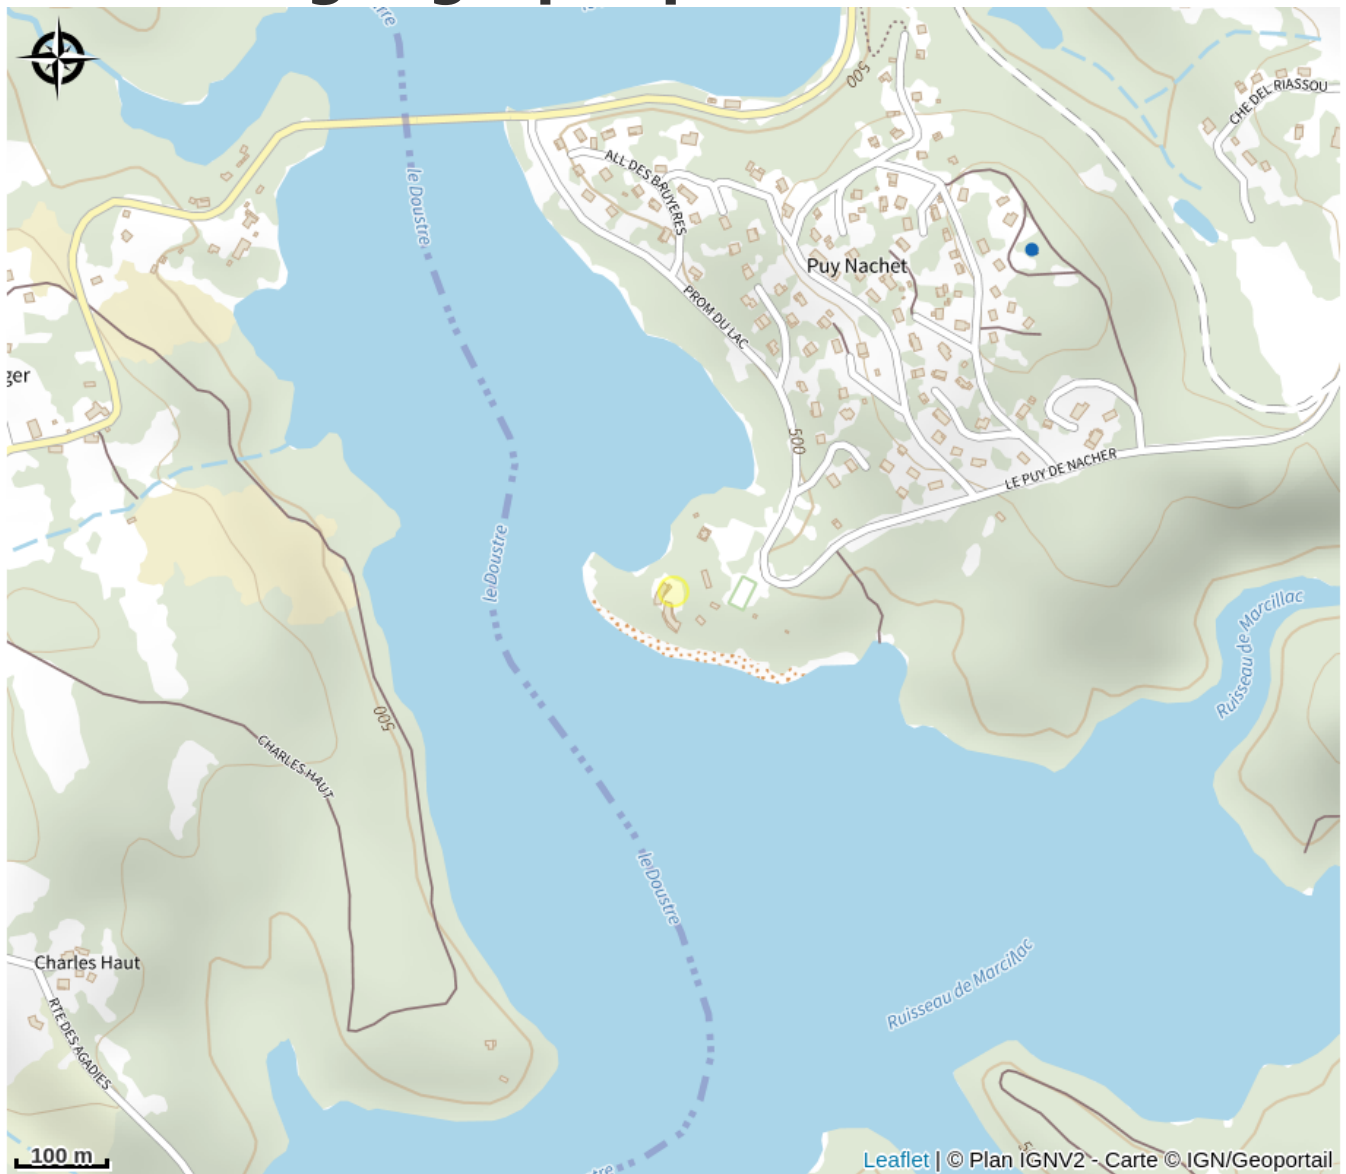 500
CHE DEL RIASSOU
ALL DES BRUYERES
le Doustre
Puy Nachet
PROM DU LAC
ger
500
LE PUY DE NACHER
le Doustre
Ruisseau de Marcillac
500
CHARLES HAUT
le Doustre
Charles Haut
Ruisseau de Marcillac
RTE DES AGADIES
100 m
Leaflet | © Plan IGNV2 - Carte © IGN/Geoportail